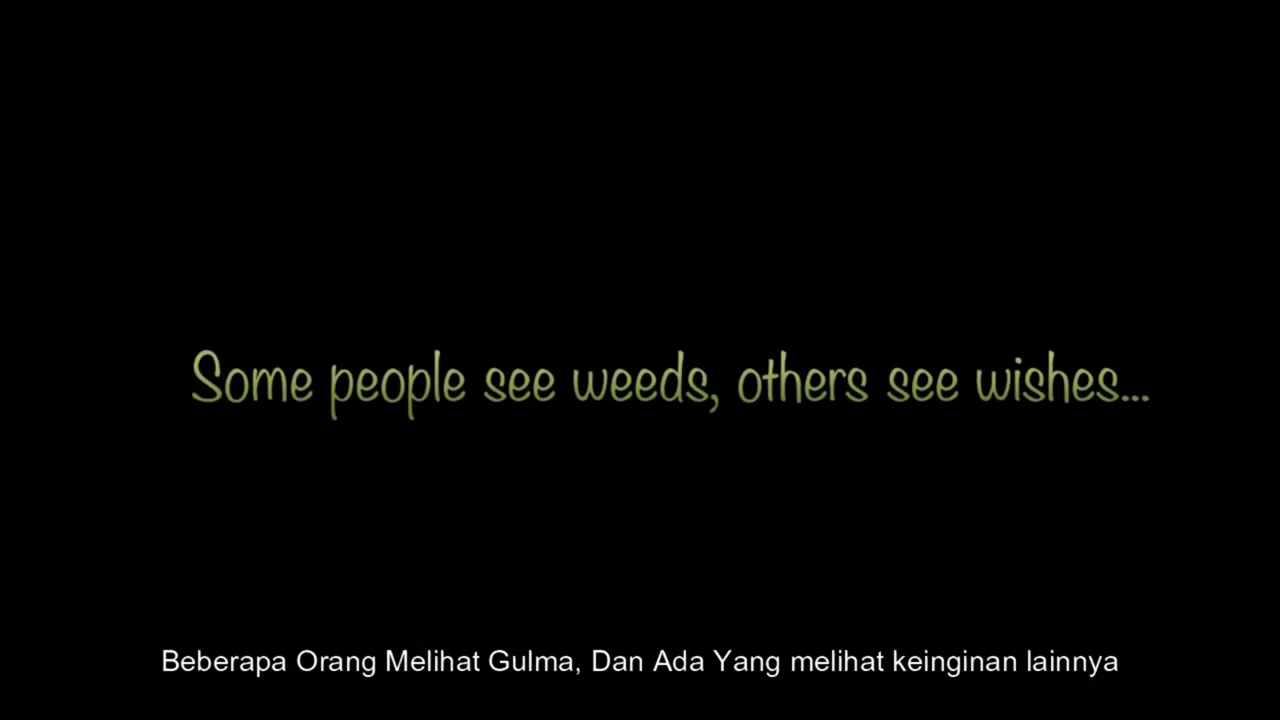 Some people see weeds, others see wishes...
Beberapa Orang Melihat Gulma, Dan Ada Yang melihat keinginan lainnya